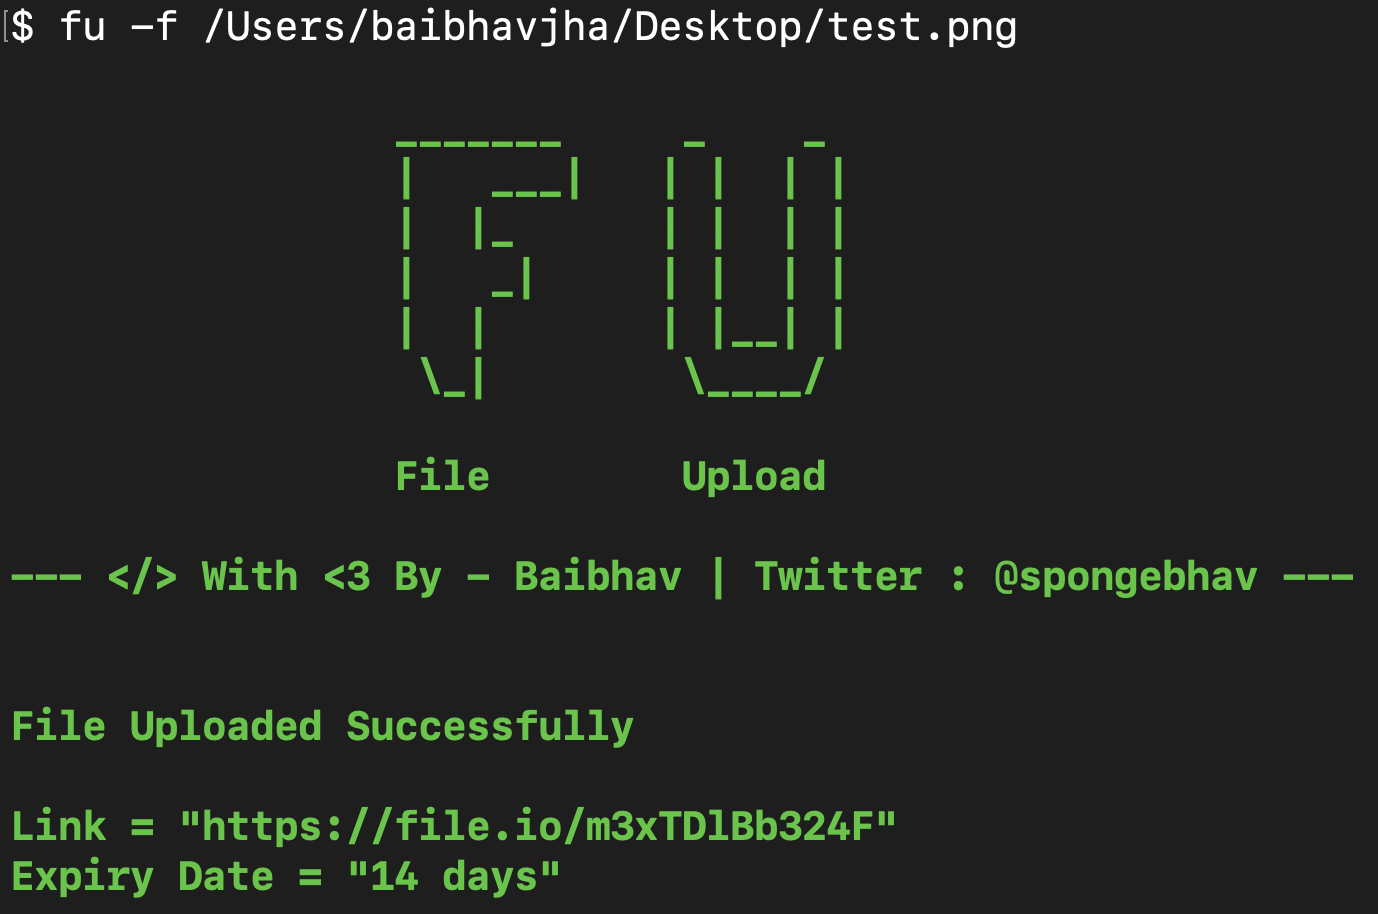 $ fu -f /Users/baibhavjha/Desktop/test.png
File Upload
--- </> With <3 By - Baibhav | Twitter : @spongebhav ---
File Uploaded Successfully
Link = "https://file.io/m3xTDlBb324F"
Expiry Date = "14 days"